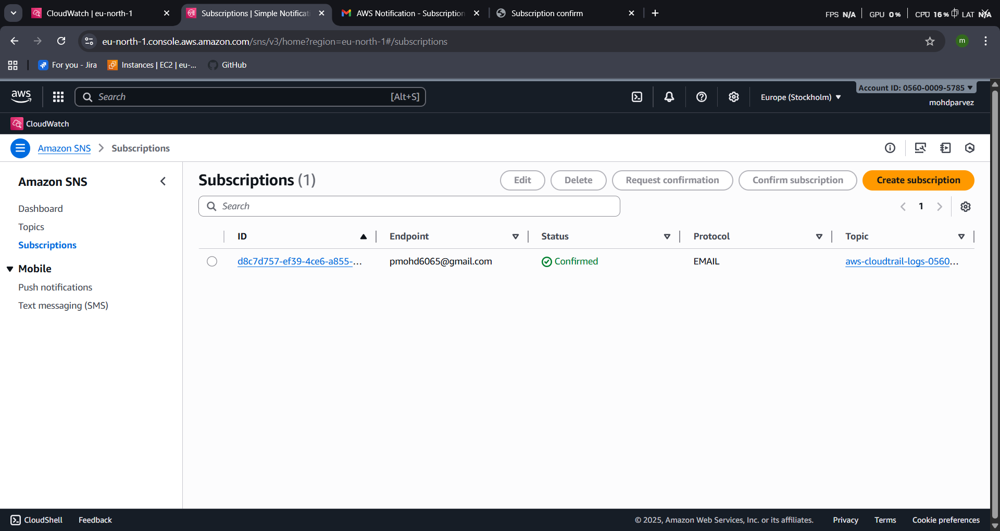 CloudWatch | eu-north-1
Subscriptions | Simple Notificati
AWS Notification - Subscription
Subscription confirm
FPS N/A GPU 0% CPU 16% LAT N/A
eu-north-1.console.aws.amazon.com/sns/v3/home?region=eu-north-1#/subscriptions
m
For you - Jira
Instances | EC2 | eu-...
GitHub
aws
Search
[Alt+S]
Europe (Stockholm)
Account ID: 0560-0009-5785
mohdparvez
CloudWatch
Amazon SNS
Subscriptions
Amazon SNS
Dashboard
Topics
Subscriptions
Mobile
Push notifications
Text messaging (SMS)
Subscriptions (1)
Edit
Delete
Request confirmation
Confirm subscription
Create subscription
Search
1
ID Endpoint Status Protocol Topic
d8c7d757-ef39-4ce6-a855-... pmohd6065@gmail.com Confirmed EMAIL aws-cloudtrail-logs-0560...
CloudShell
Feedback
© 2025, Amazon Web Services, Inc. or its affiliates.
Privacy
Terms
Cookie preferences